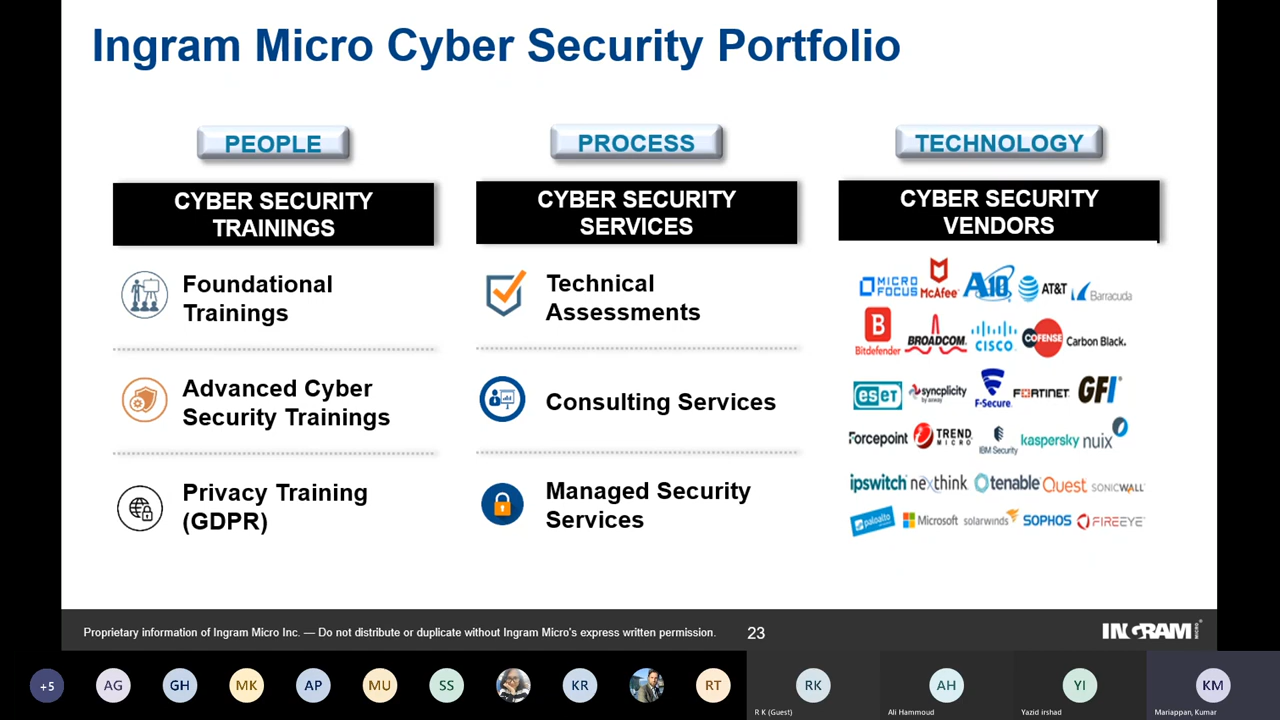 Ingram Micro Cyber Security Portfolio
PEOPLE
CYBER SECURITY
TRAININGS
Foundational
Trainings
Advanced Cyber
Security Trainings
Privacy Training
(GDPR)
PROCESS
CYBER SECURITY
SERVICES
Technical
Assessments
Consulting Services
Managed Security
Services
TECHNOLOGY
CYBER SECURITY
VENDORS
MICRO FOCUS McAfee A10 AT&T Barracuda
B Bitdefender BROADCOM CISCO COFENSE Carbon Black.
eseT syncplicity by axway F-Secure. FORTINET GFI
Forcepoint TREND MICRO IBM Security kaspersky nuix
ipswitch nexthink tenable Quest SONICWALL
paloalto Microsoft solarwinds SOPHOS FIREEYE
Proprietary information of Ingram Micro Inc. — Do not distribute or duplicate without Ingram Micro's express written permission.
23
INGRAM MICRO
+5 AG GH MK AP MU SS KR RT RK AH YI KM
R K (Guest) Ali Hammoud Yazid irshad Mariappan, Kumar